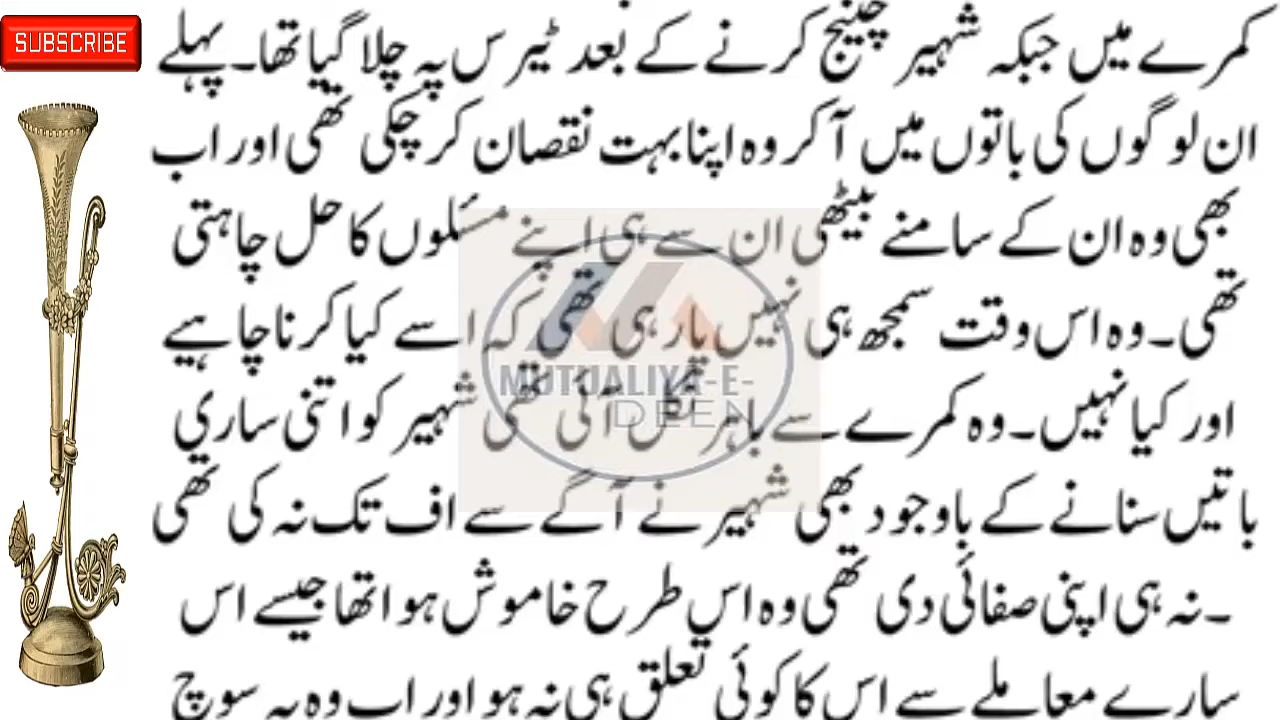 SUBSCRIBE
کمرے میں جبکہ شہیر چینج کرنے کے بعد ٹیرس پہ چلا گیا تھا۔ پہلے
ان لوگوں کی باتوں میں آکر وہ اپنا بہت نقصان کر چکی تھی اور اب
بھی وہ ان کے سامنے بیٹھی ان سے ہی اپنے مسئلوں کا حل چاہتی
تھی۔ وہ اس وقت سمجھ ہی نہیں پار ہی تھی کہ اسے کیا کرنا چاہیے
اور کیا نہیں۔ وہ کمرے سے باہر نکل آئی تھی شہیر کو اتنی ساری
باتیں سنانے کے باوجود بھی شہیر نے آگے سے اف تک نہ کی تھی
۔ نہ ہی اپنی صفائی دی تھی وہ اس طرح خاموش ہوا تھا جیسے اس
سارے معاملے سے اس کا کوئی تعلق ہی نہ ہو اور اب وہ یہ سوچ
MUTUALIYA-E-
DEEN